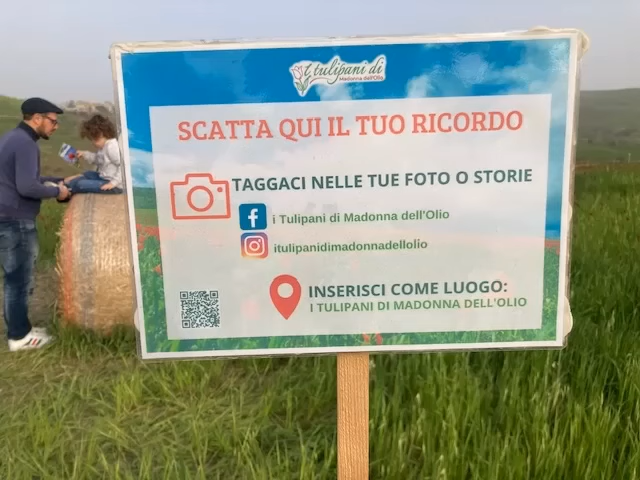 i tulipani di
Madonna dell'Olio
SCATTA QUI IL TUO RICORDO
TAGGACI NELLE TUE FOTO O STORIE
i Tulipani di Madonna dell'Olio
itulipanidimadonnadellolio
INSERISCI COME LUOGO:
I TULIPANI DI MADONNA DELL'OLIO